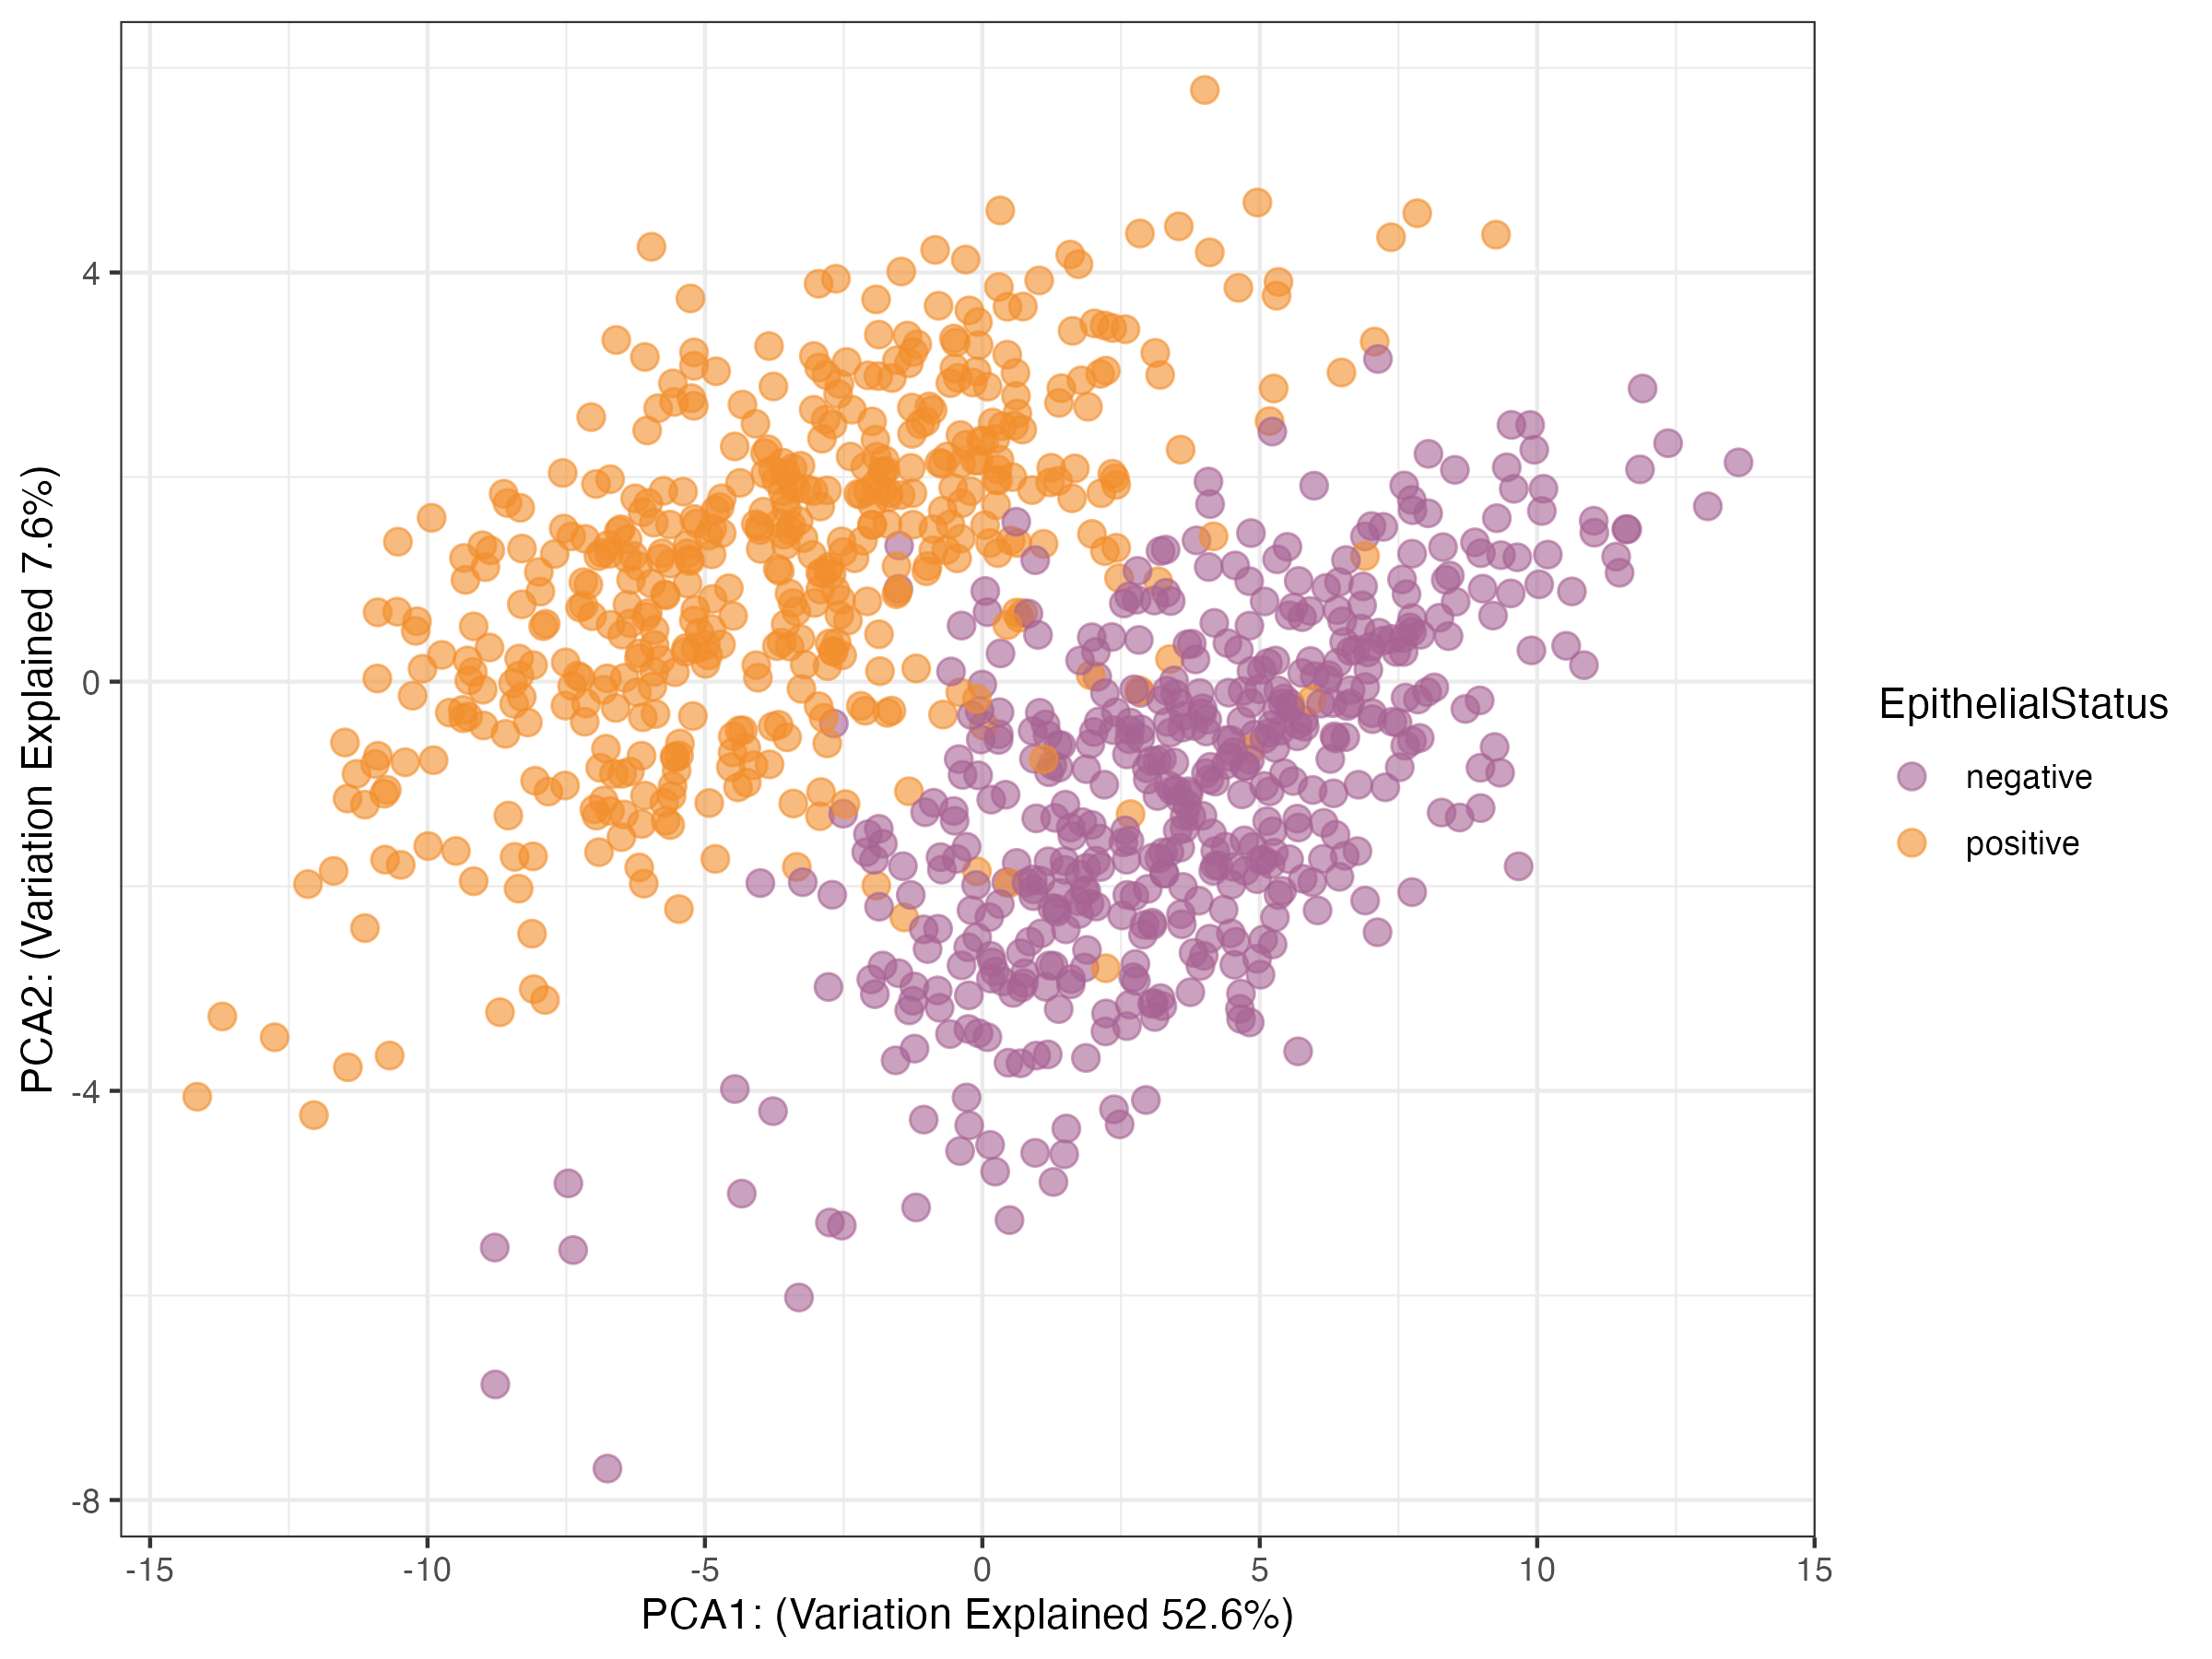 PCA2: (Variation Explained 7.6%)
4
0
-4
-8
-15
-10
-5
0
5
10
15
PCA1: (Variation Explained 52.6%)
EpithelialStatus
negative
positive